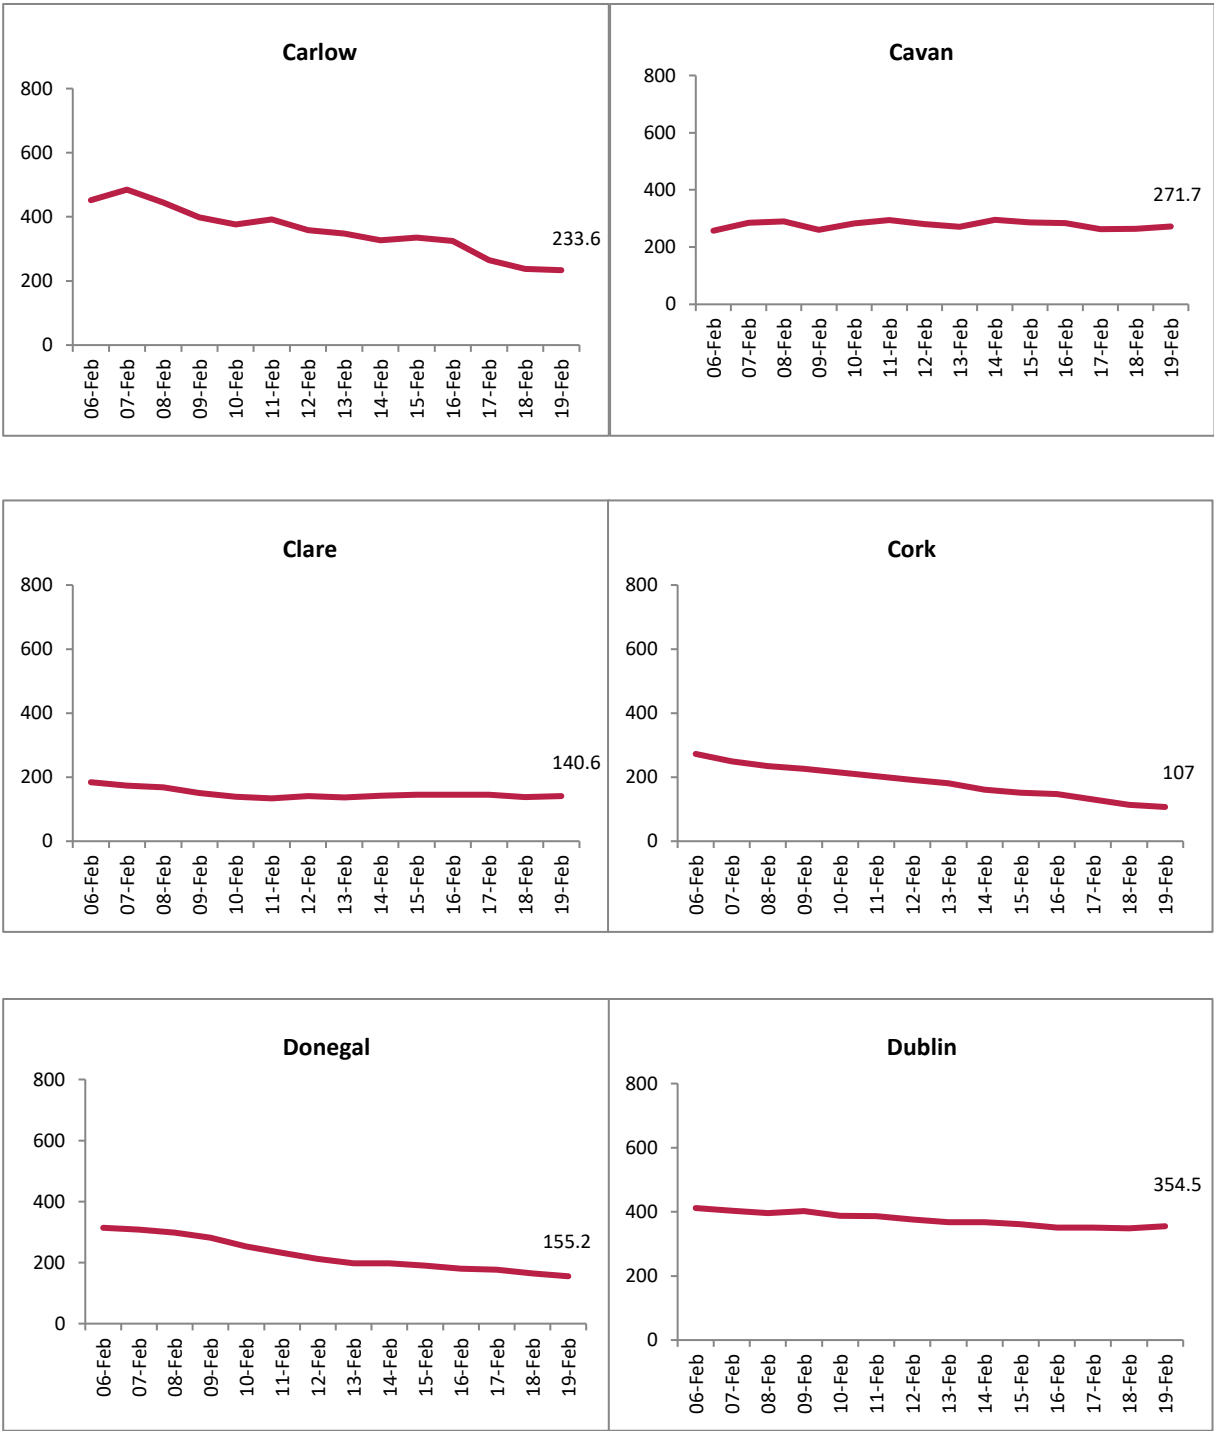 Carlow
800
600
400
200
0
233.6
06-Feb
07-Feb
08-Feb
09-Feb
10-Feb
11-Feb
12-Feb
13-Feb
14-Feb
15-Feb
16-Feb
17-Feb
18-Feb
19-Feb
Cavan
800
600
400
200
0
271.7
06-Feb
07-Feb
08-Feb
09-Feb
10-Feb
11-Feb
12-Feb
13-Feb
14-Feb
15-Feb
16-Feb
17-Feb
18-Feb
19-Feb
Clare
800
600
400
200
0
140.6
06-Feb
07-Feb
08-Feb
09-Feb
10-Feb
11-Feb
12-Feb
13-Feb
14-Feb
15-Feb
16-Feb
17-Feb
18-Feb
19-Feb
Cork
800
600
400
200
0
107
06-Feb
07-Feb
08-Feb
09-Feb
10-Feb
11-Feb
12-Feb
13-Feb
14-Feb
15-Feb
16-Feb
17-Feb
18-Feb
19-Feb
Donegal
800
600
400
200
0
155.2
06-Feb
07-Feb
08-Feb
09-Feb
10-Feb
11-Feb
12-Feb
13-Feb
14-Feb
15-Feb
16-Feb
17-Feb
18-Feb
19-Feb
Dublin
800
600
400
200
0
354.5
06-Feb
07-Feb
08-Feb
09-Feb
10-Feb
11-Feb
12-Feb
13-Feb
14-Feb
15-Feb
16-Feb
17-Feb
18-Feb
19-Feb